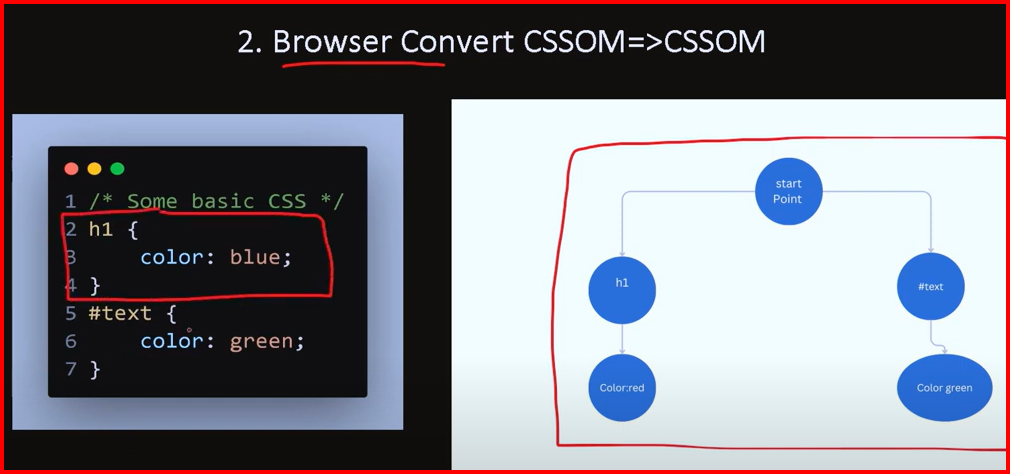 2. Browser Convert CSSOM=>CSSOM
1 /* Some basic CSS */
2 h1 {
3 color: blue;
4 }
5 #text {
6 color: green;
7 }
start
Point
h1
#text
Color:red
Color green